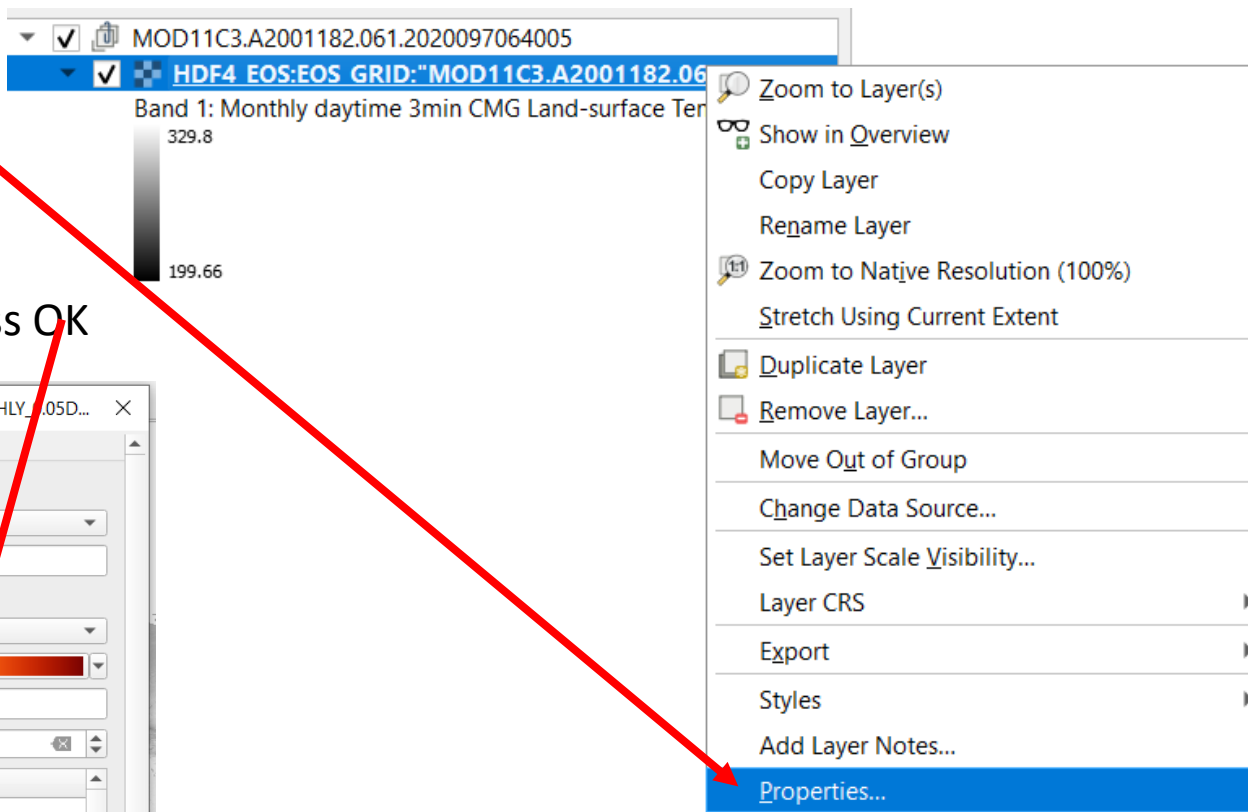 MOD11C3.A2001182.061.2020097064005
HDF4_EOS:EOS_GRID:"MOD11C3.A2001182.06
Band 1: Monthly daytime 3min CMG Land-surface Ter
329.8
199.66
ss OK
HLY_0.05D...
Zoom to Layer(s)
Show in Overview
Copy Layer
Rename Layer
1:1
Zoom to Native Resolution (100%)
Stretch Using Current Extent
Duplicate Layer
Remove Layer...
Move Out of Group
Change Data Source...
Set Layer Scale Visibility...
Layer CRS
Export
Styles
Add Layer Notes...
Properties...